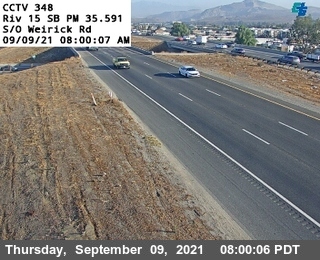 CCTV 348
Riv 15 SB PM 35.591
S/O Weirick Rd
09/09/21 08:00:07 AM
Thursday, September 09, 2021 08:00:06 PDT